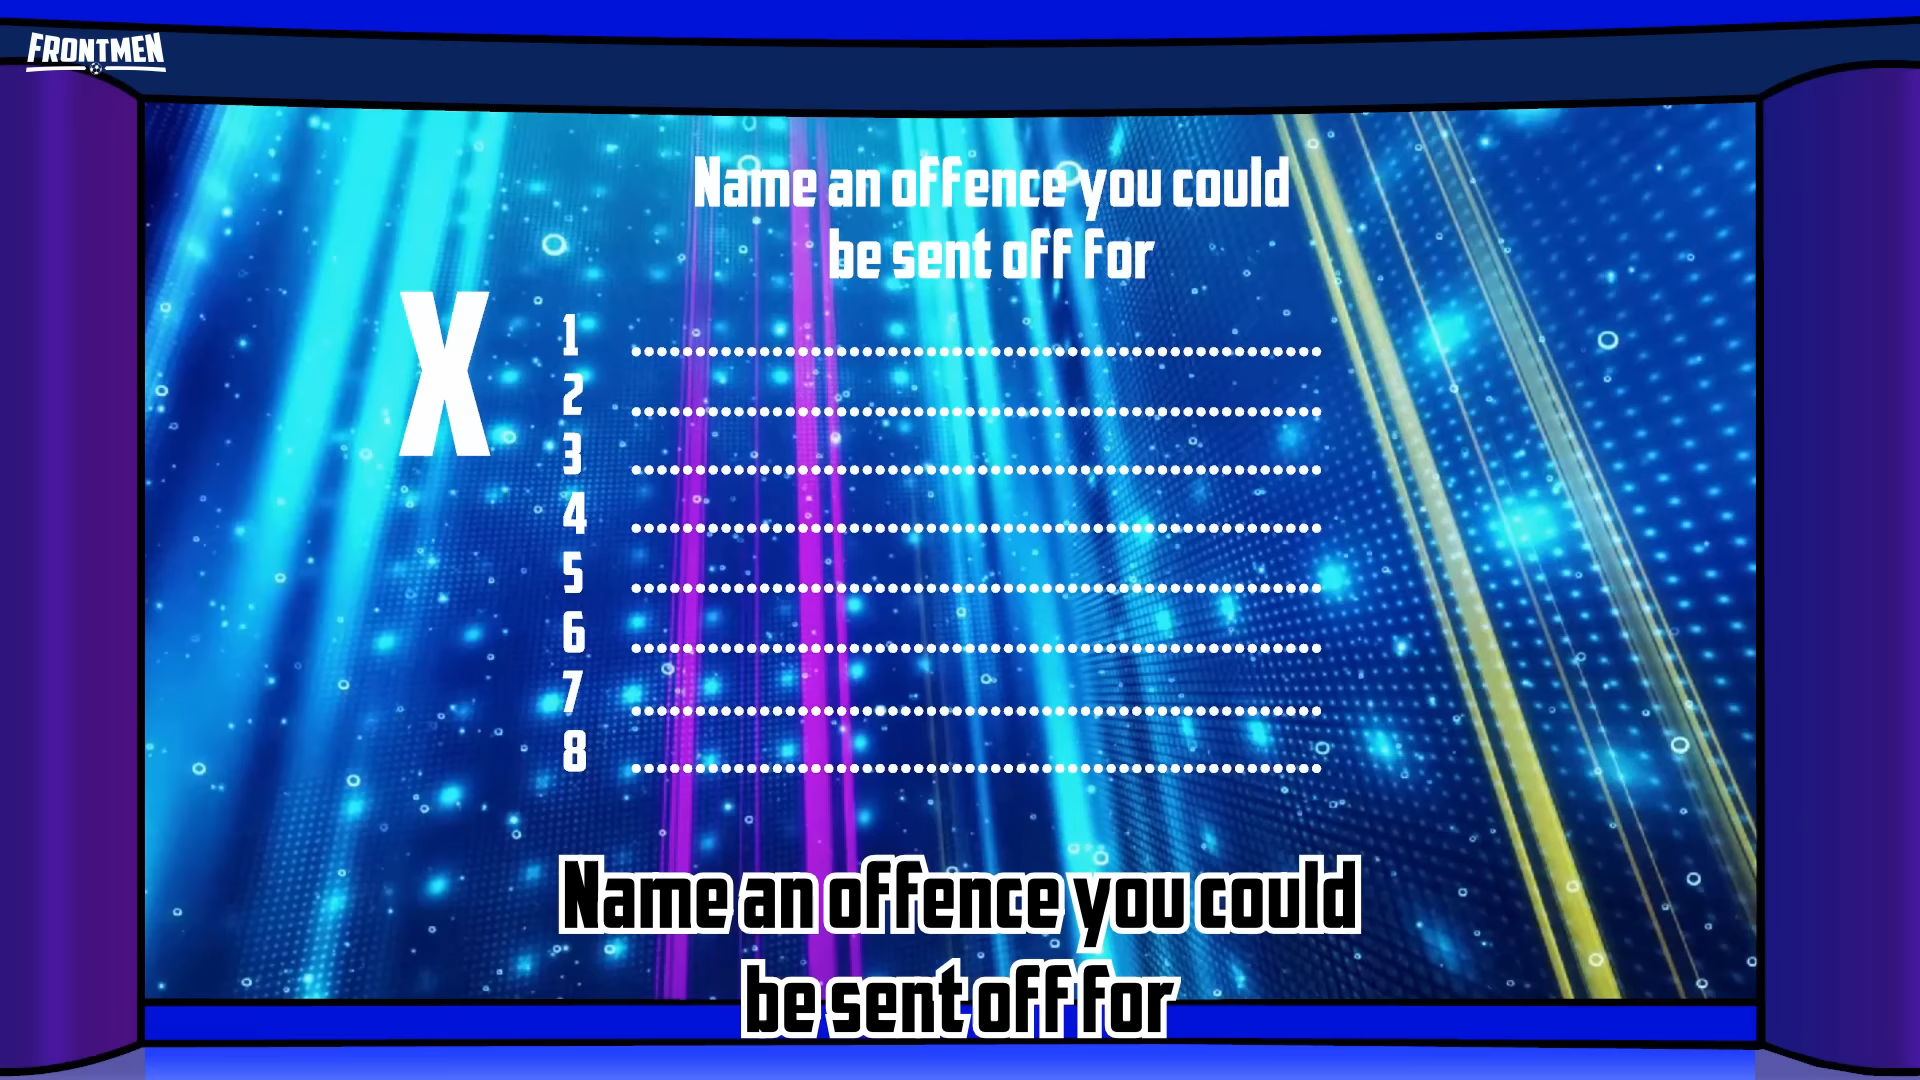 FRONTMEN
Name an offence you could
be sent off for
X
1
2
3
4
5
6
7
8
Name an offence you could
be sent off for